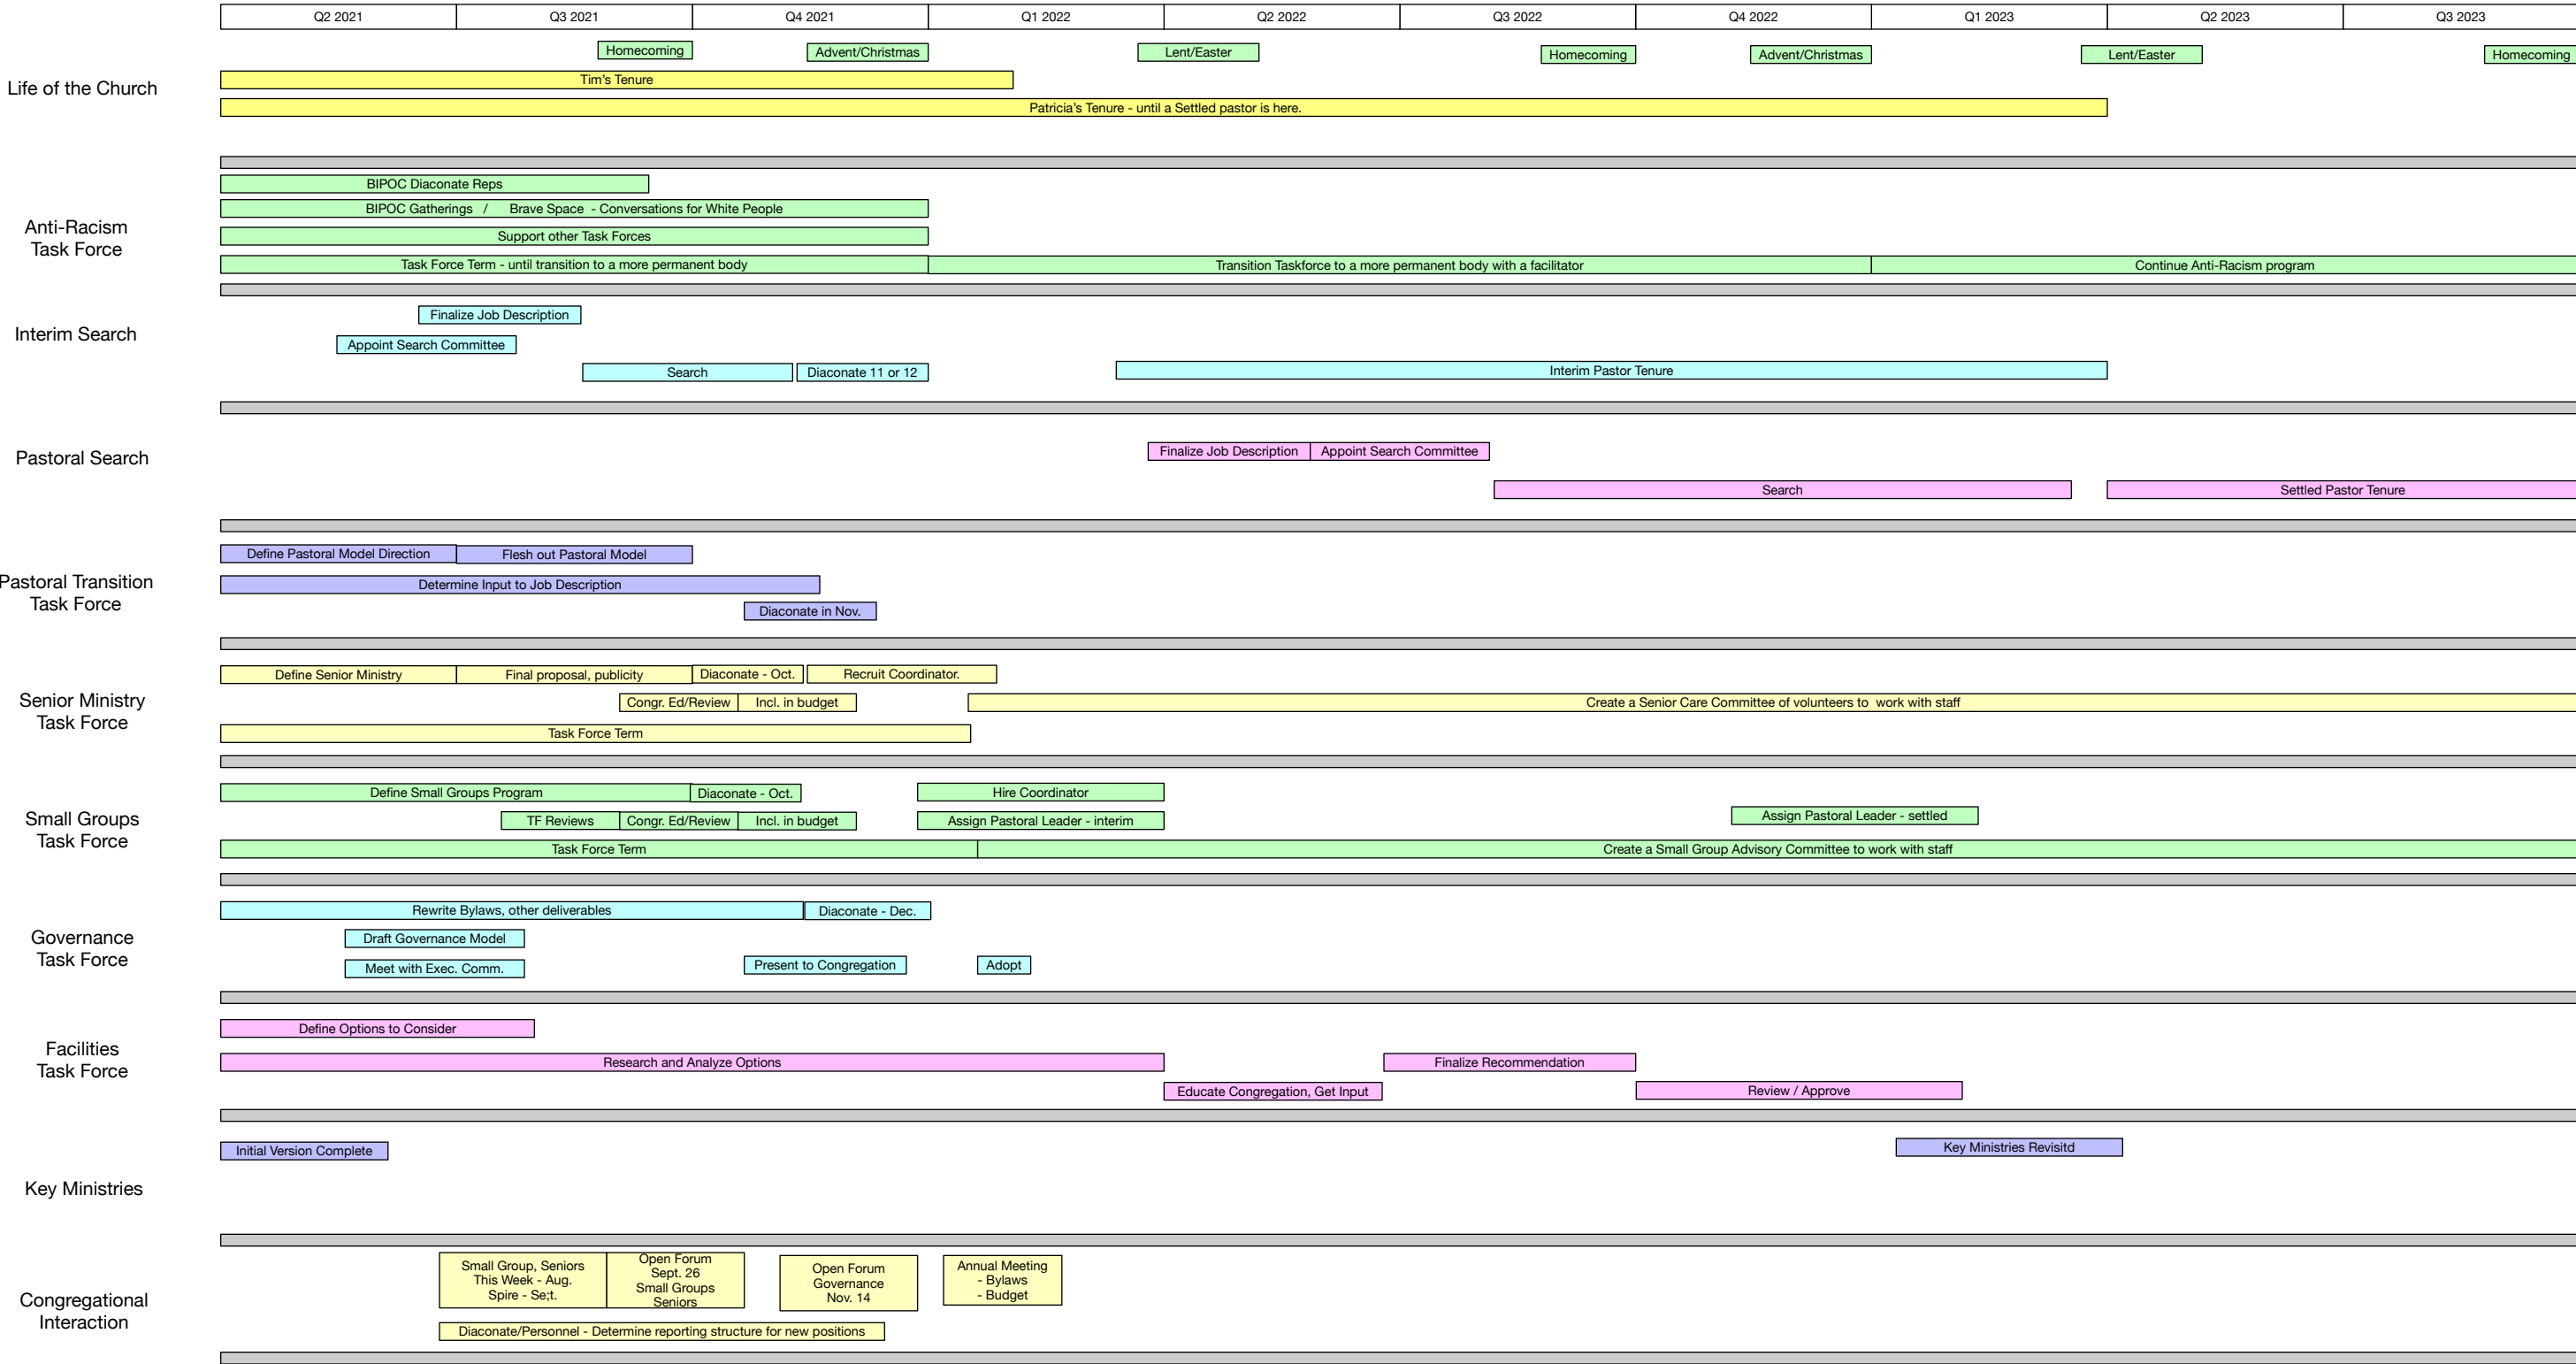 Q2 2021
Q3 2021
Q4 2021
Q1 2022
Q2 2022
Q3 2022
Q4 2022
Q1 2023
Q2 2023
Q3 2023
Life of the Church
Homecoming
Advent/Christmas
Lent/Easter
Homecoming
Advent/Christmas
Lent/Easter
Homecoming
Tim's Tenure
Patricia's Tenure - until a Settled pastor is here.
Anti-Racism
Task Force
BIPOC Diaconate Reps
BIPOC Gatherings / Brave Space - Conversations for White People
Support other Task Forces
Task Force Term - until transition to a more permanent body
Transition Taskforce to a more permanent body with a facilitator
Continue Anti-Racism program
Interim Search
Finalize Job Description
Appoint Search Committee
Search
Diaconate 11 or 12
Interim Pastor Tenure
Pastoral Search
Finalize Job Description
Appoint Search Committee
Search
Settled Pastor Tenure
Pastoral Transition
Task Force
Define Pastoral Model Direction
Flesh out Pastoral Model
Determine Input to Job Description
Diaconate in Nov.
Senior Ministry
Task Force
Define Senior Ministry
Final proposal, publicity
Diaconate - Oct.
Recruit Coordinator.
Congr. Ed/Review
Incl. in budget
Create a Senior Care Committee of volunteers to work with staff
Task Force Term
Small Groups
Task Force
Define Small Groups Program
Diaconate - Oct.
Hire Coordinator
TF Reviews
Congr. Ed/Review
Incl. in budget
Assign Pastoral Leader - interim
Assign Pastoral Leader - settled
Task Force Term
Create a Small Group Advisory Committee to work with staff
Governance
Task Force
Rewrite Bylaws, other deliverables
Diaconate - Dec.
Draft Governance Model
Meet with Exec. Comm.
Present to Congregation
Adopt
Facilities
Task Force
Define Options to Consider
Research and Analyze Options
Finalize Recommendation
Educate Congregation, Get Input
Review / Approve
Key Ministries
Initial Version Complete
Key Ministries Revisitd
Congregational
Interaction
Small Group, Seniors
This Week - Aug.
Spire - Se;t.
Open Forum
Sept. 26
Small Groups
Seniors
Open Forum
Governance
Nov. 14
Annual Meeting
- Bylaws
- Budget
Diaconate/Personnel - Determine reporting structure for new positions